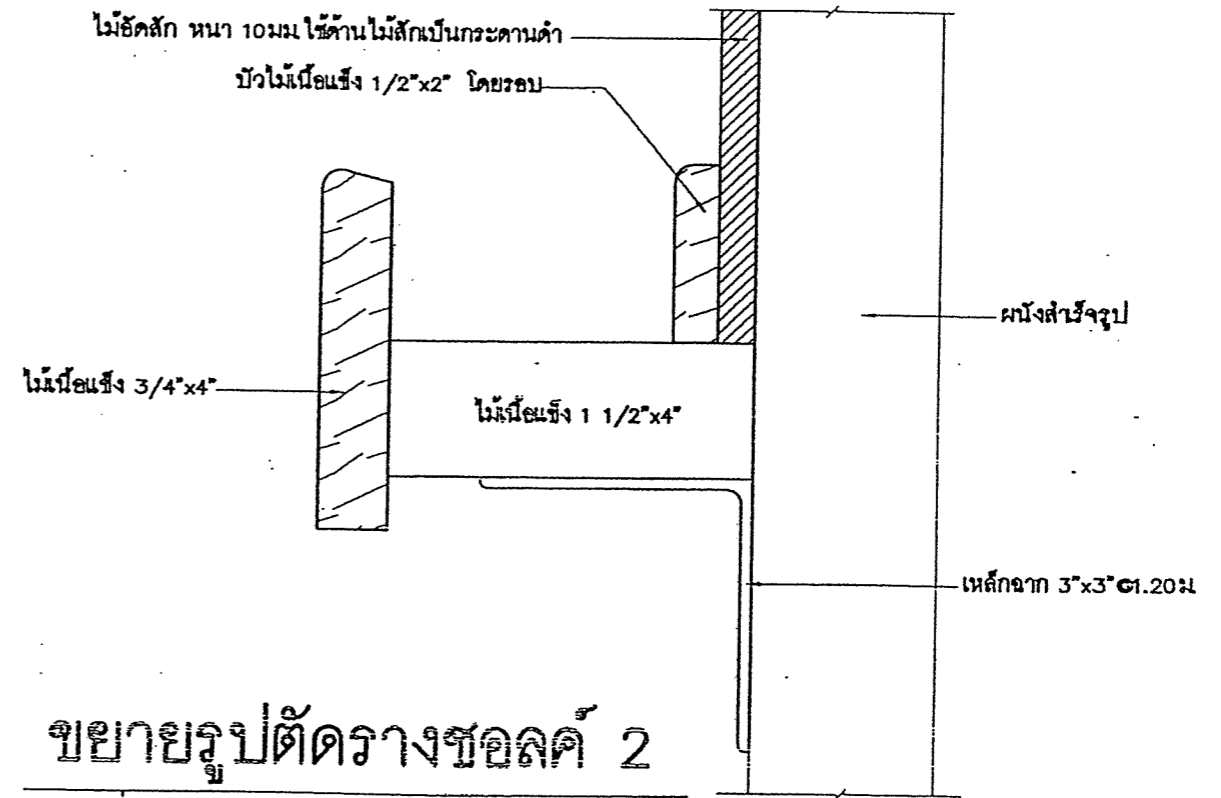 ไม้อัดสัก หนา 10มม.ใช้ด้านไม้สักเป็นกระดานดำ
บัวไม้เนื้อแข็ง 1/2"x2" โดยรอบ
ผนังสำเร็จรูป
ไม้เนื้อแข็ง 3/4"x4"
ไม้เนื้อแข็ง 1 1/2"x4"
เหล็กฉาก 3"x3"@1.20ม
ขยายรูปตัดรางชอลค์ 2